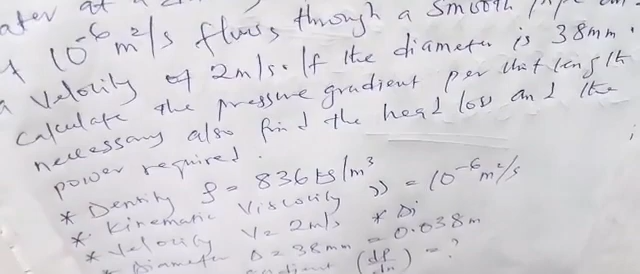 ater at a
10⁻⁶ m²/s flows through a smooth
a velocity of 2m/s. If the diameter is 38mm.
Calculate the pressure gradient per unit length
necessary also find the head loss and the
power required.
* Density ρ = 836 kg/m³
* Kinematic Viscosity ν = 10⁻⁶ m²/s
* Velocity V = 2m/s * Di
* Diameter D = 38mm = 0.038m
(dp/dx) = ?